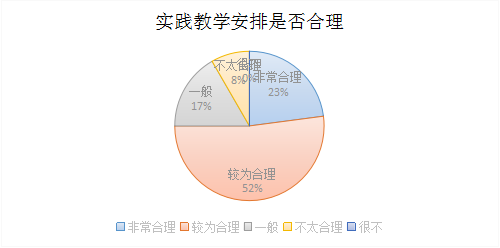 实践教学安排是否合理
不太合理
8%
0%
非常合理
23%
一般
17%
较为合理
52%
非常合理 较为合理 一般 不太合理 很不